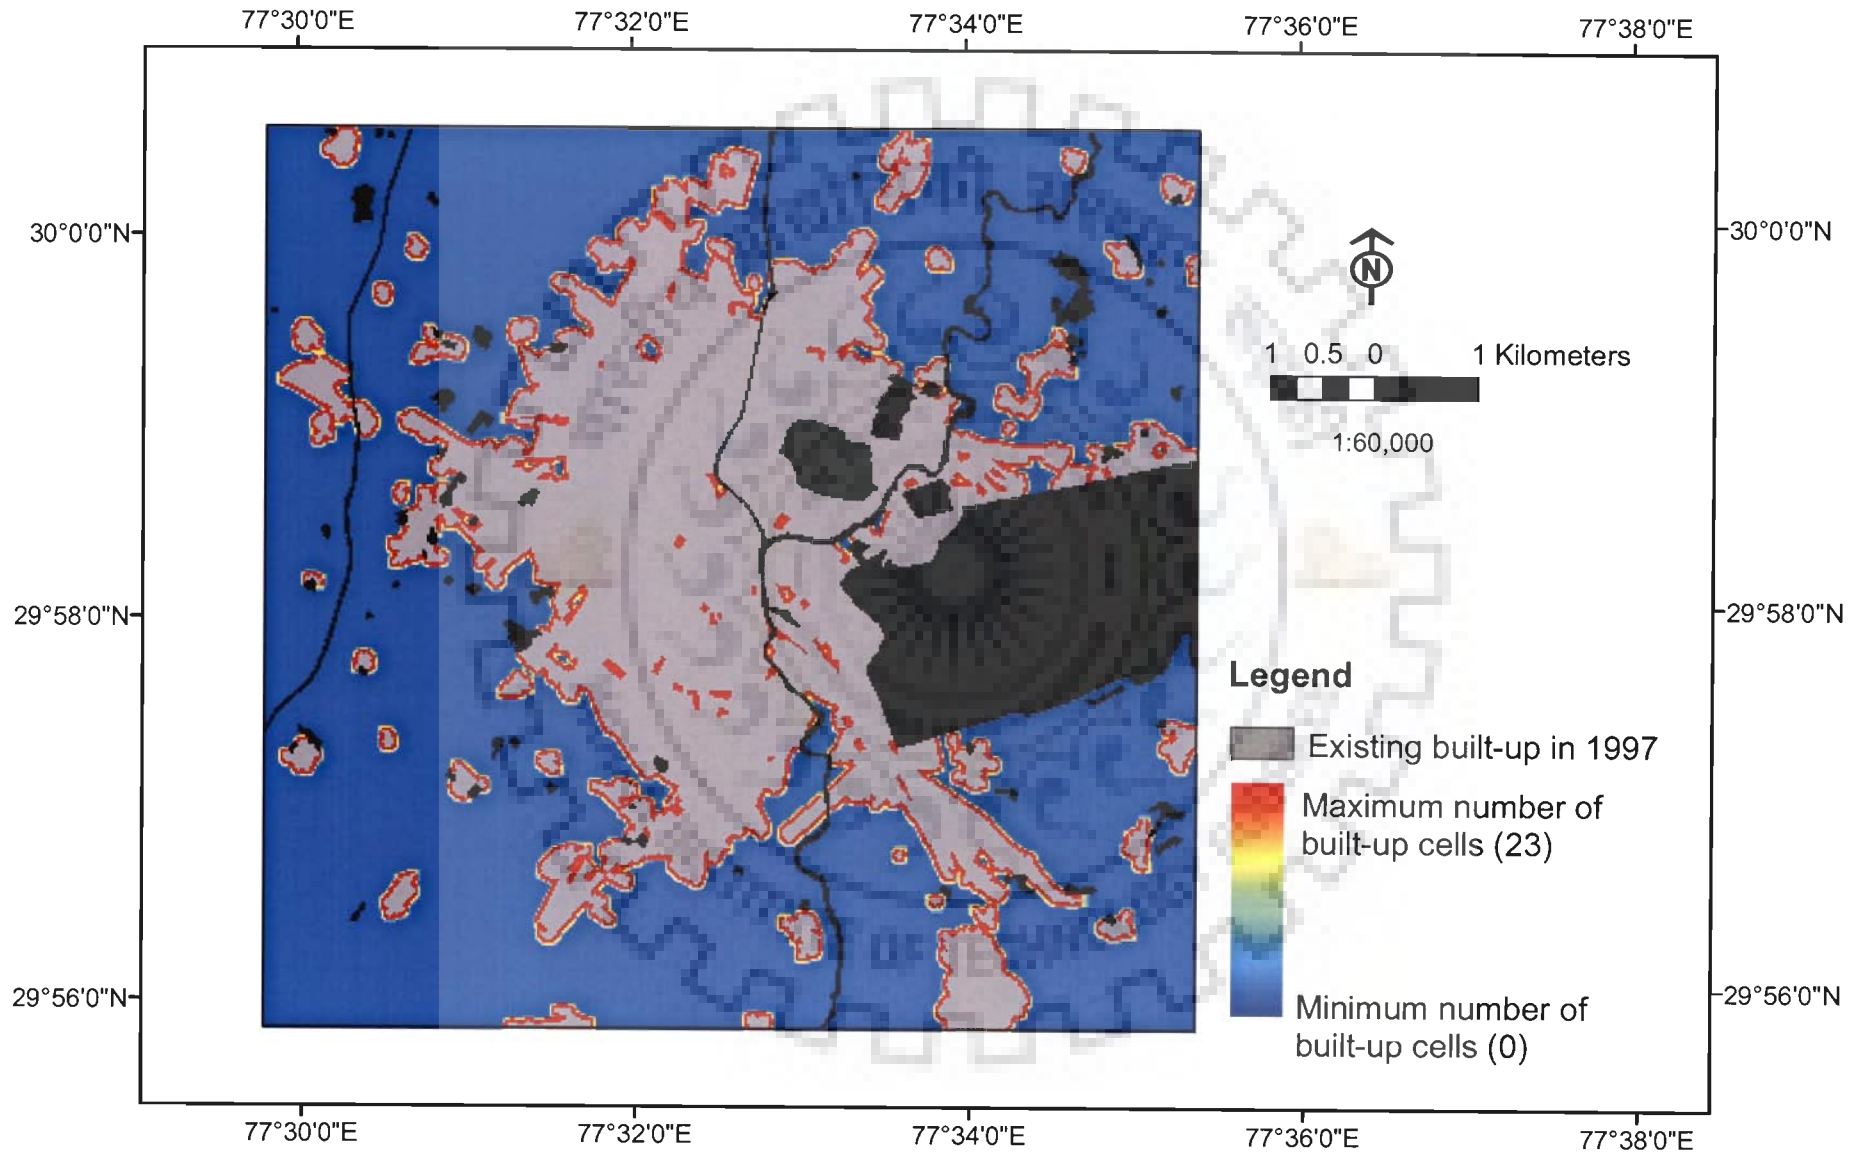 77°30'0"E 77°32'0"E 77°34'0"E 77°36'0"E 77°38'0"E
30°0'0"N 30°0'0"N
N
1 0.5 0 1 Kilometers
1:60,000
29°58'0"N 29°58'0"N
Legend
Existing built-up in 1997
Maximum number of
built-up cells (23)
29°56'0"N 29°56'0"N
Minimum number of
built-up cells (0)
77°30'0"E 77°32'0"E 77°34'0"E 77°36'0"E 77°38'0"E